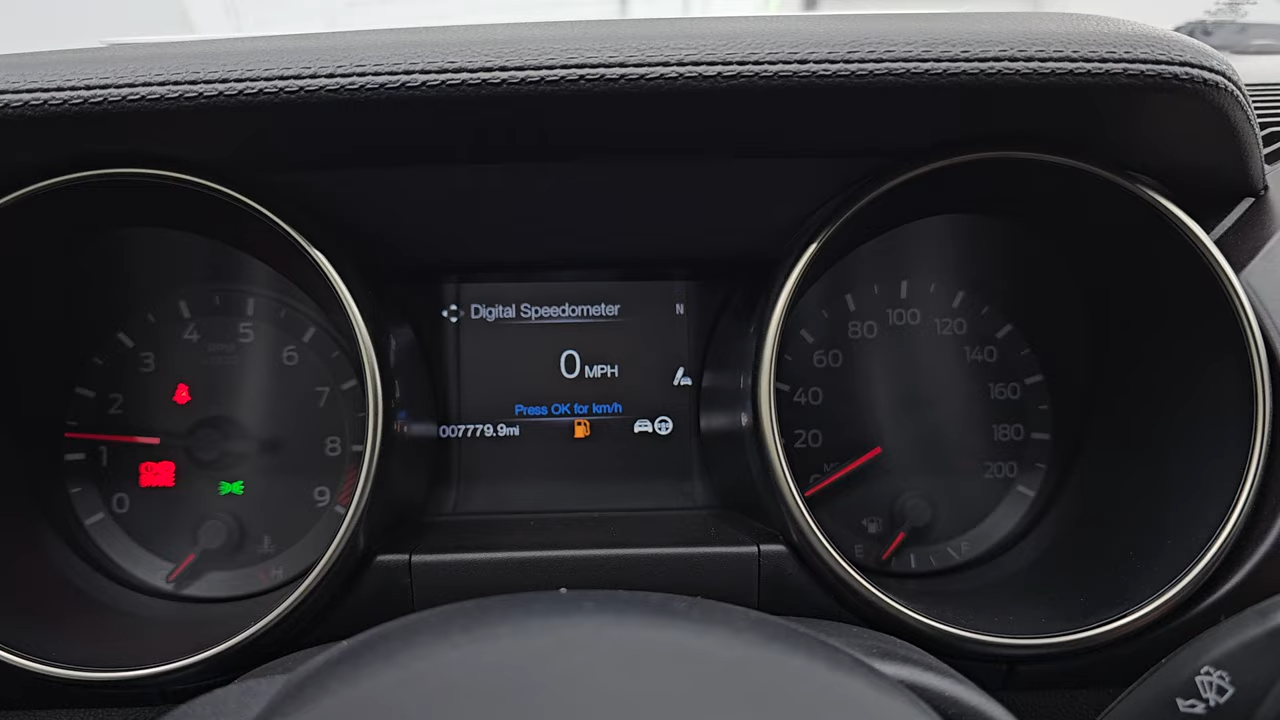 0
1
2
3
4
5
6
7
8
9
RPM
H
Digital Speedometer
N
0 MPH
Press OK for km/h
007779.9mi
20
40
60
80
100
120
140
160
180
200
E
F